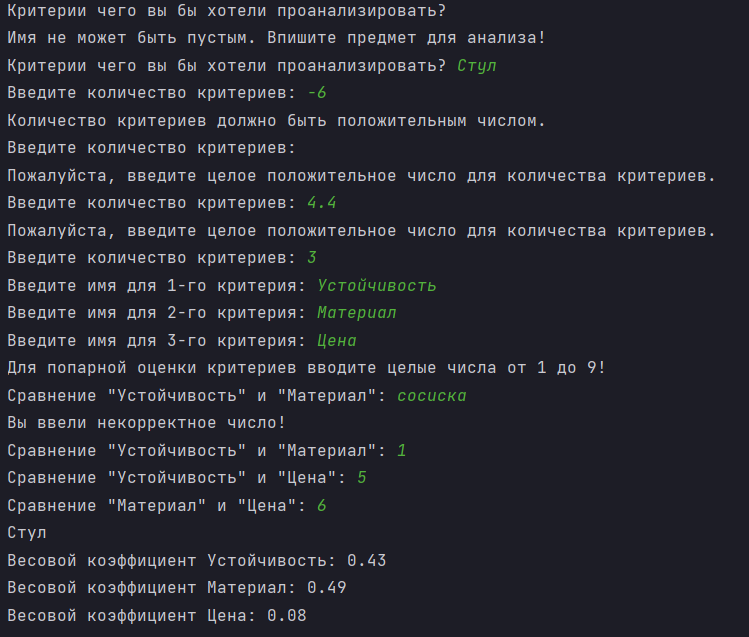 Критерии чего вы бы хотели проанализировать?
Имя не может быть пустым. Впишите предмет для анализа!
Критерии чего вы бы хотели проанализировать? Стул
Введите количество критериев: -6
Количество критериев должно быть положительным числом.
Введите количество критериев:
Пожалуйста, введите целое положительное число для количества критериев.
Введите количество критериев: 4.4
Пожалуйста, введите целое положительное число для количества критериев.
Введите количество критериев: 3
Введите имя для 1-го критерия: Устойчивость
Введите имя для 2-го критерия: Материал
Введите имя для 3-го критерия: Цена
Для попарной оценки критериев вводите целые числа от 1 до 9!
Сравнение "Устойчивость" и "Материал": сосиска
Вы ввели некорректное число!
Сравнение "Устойчивость" и "Материал": 1
Сравнение "Устойчивость" и "Цена": 5
Сравнение "Материал" и "Цена": 6
Стул
Весовой коэффициент Устойчивость: 0.43
Весовой коэффициент Материал: 0.49
Весовой коэффициент Цена: 0.08